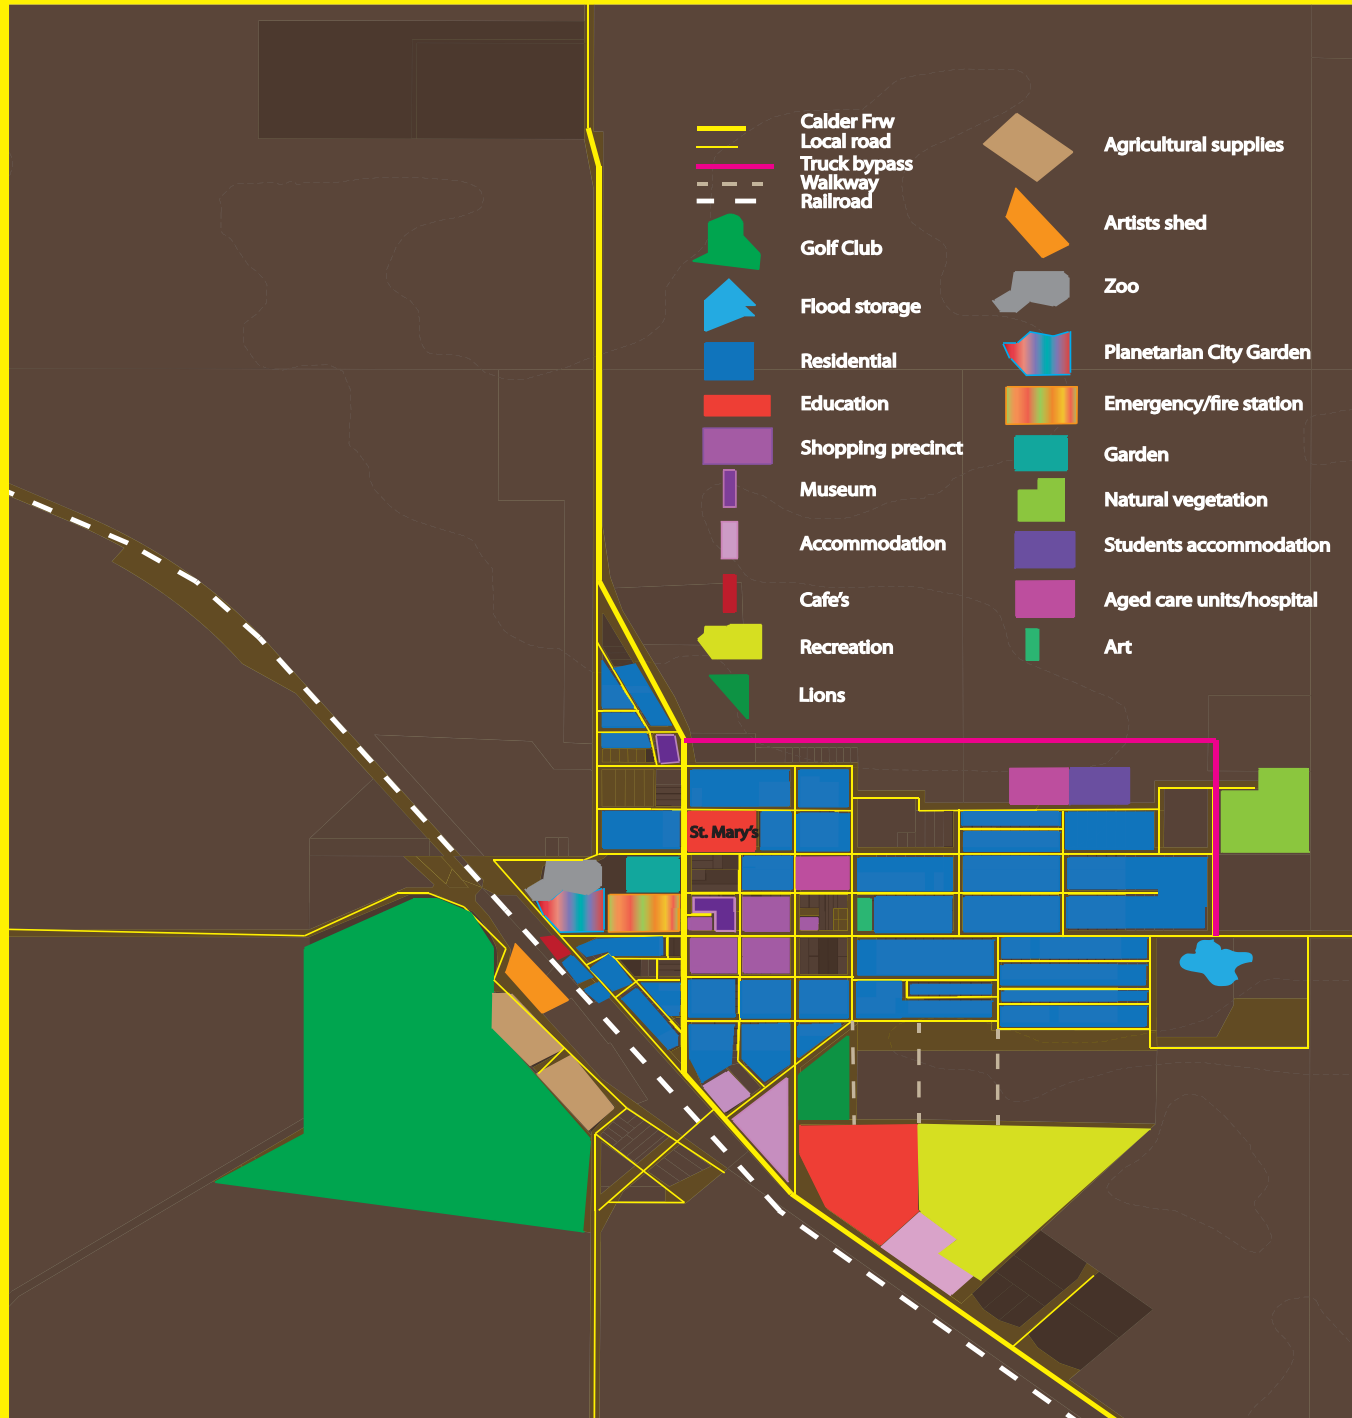 Calder Frw
Local road
Truck bypass
Walkway
Railroad
Golf Club
Flood storage
Residential
Education
Shopping precinct
Museum
Accommodation
Cafe's
Recreation
Lions
Agricultural supplies
Artists shed
Zoo
Planetarian City Garden
Emergency/fire station
Garden
Natural vegetation
Students accommodation
Aged care units/hospital
Art
St. Mary's